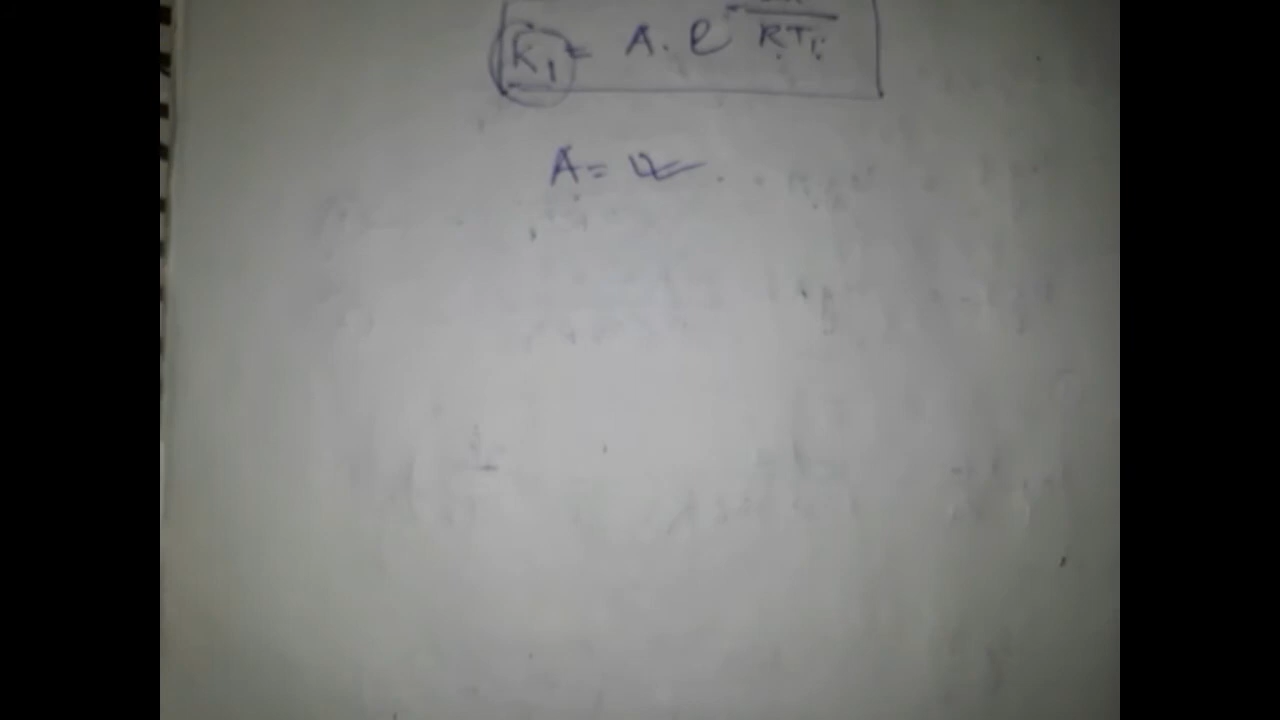 K₁ = A. e^-—/RT₁
A =